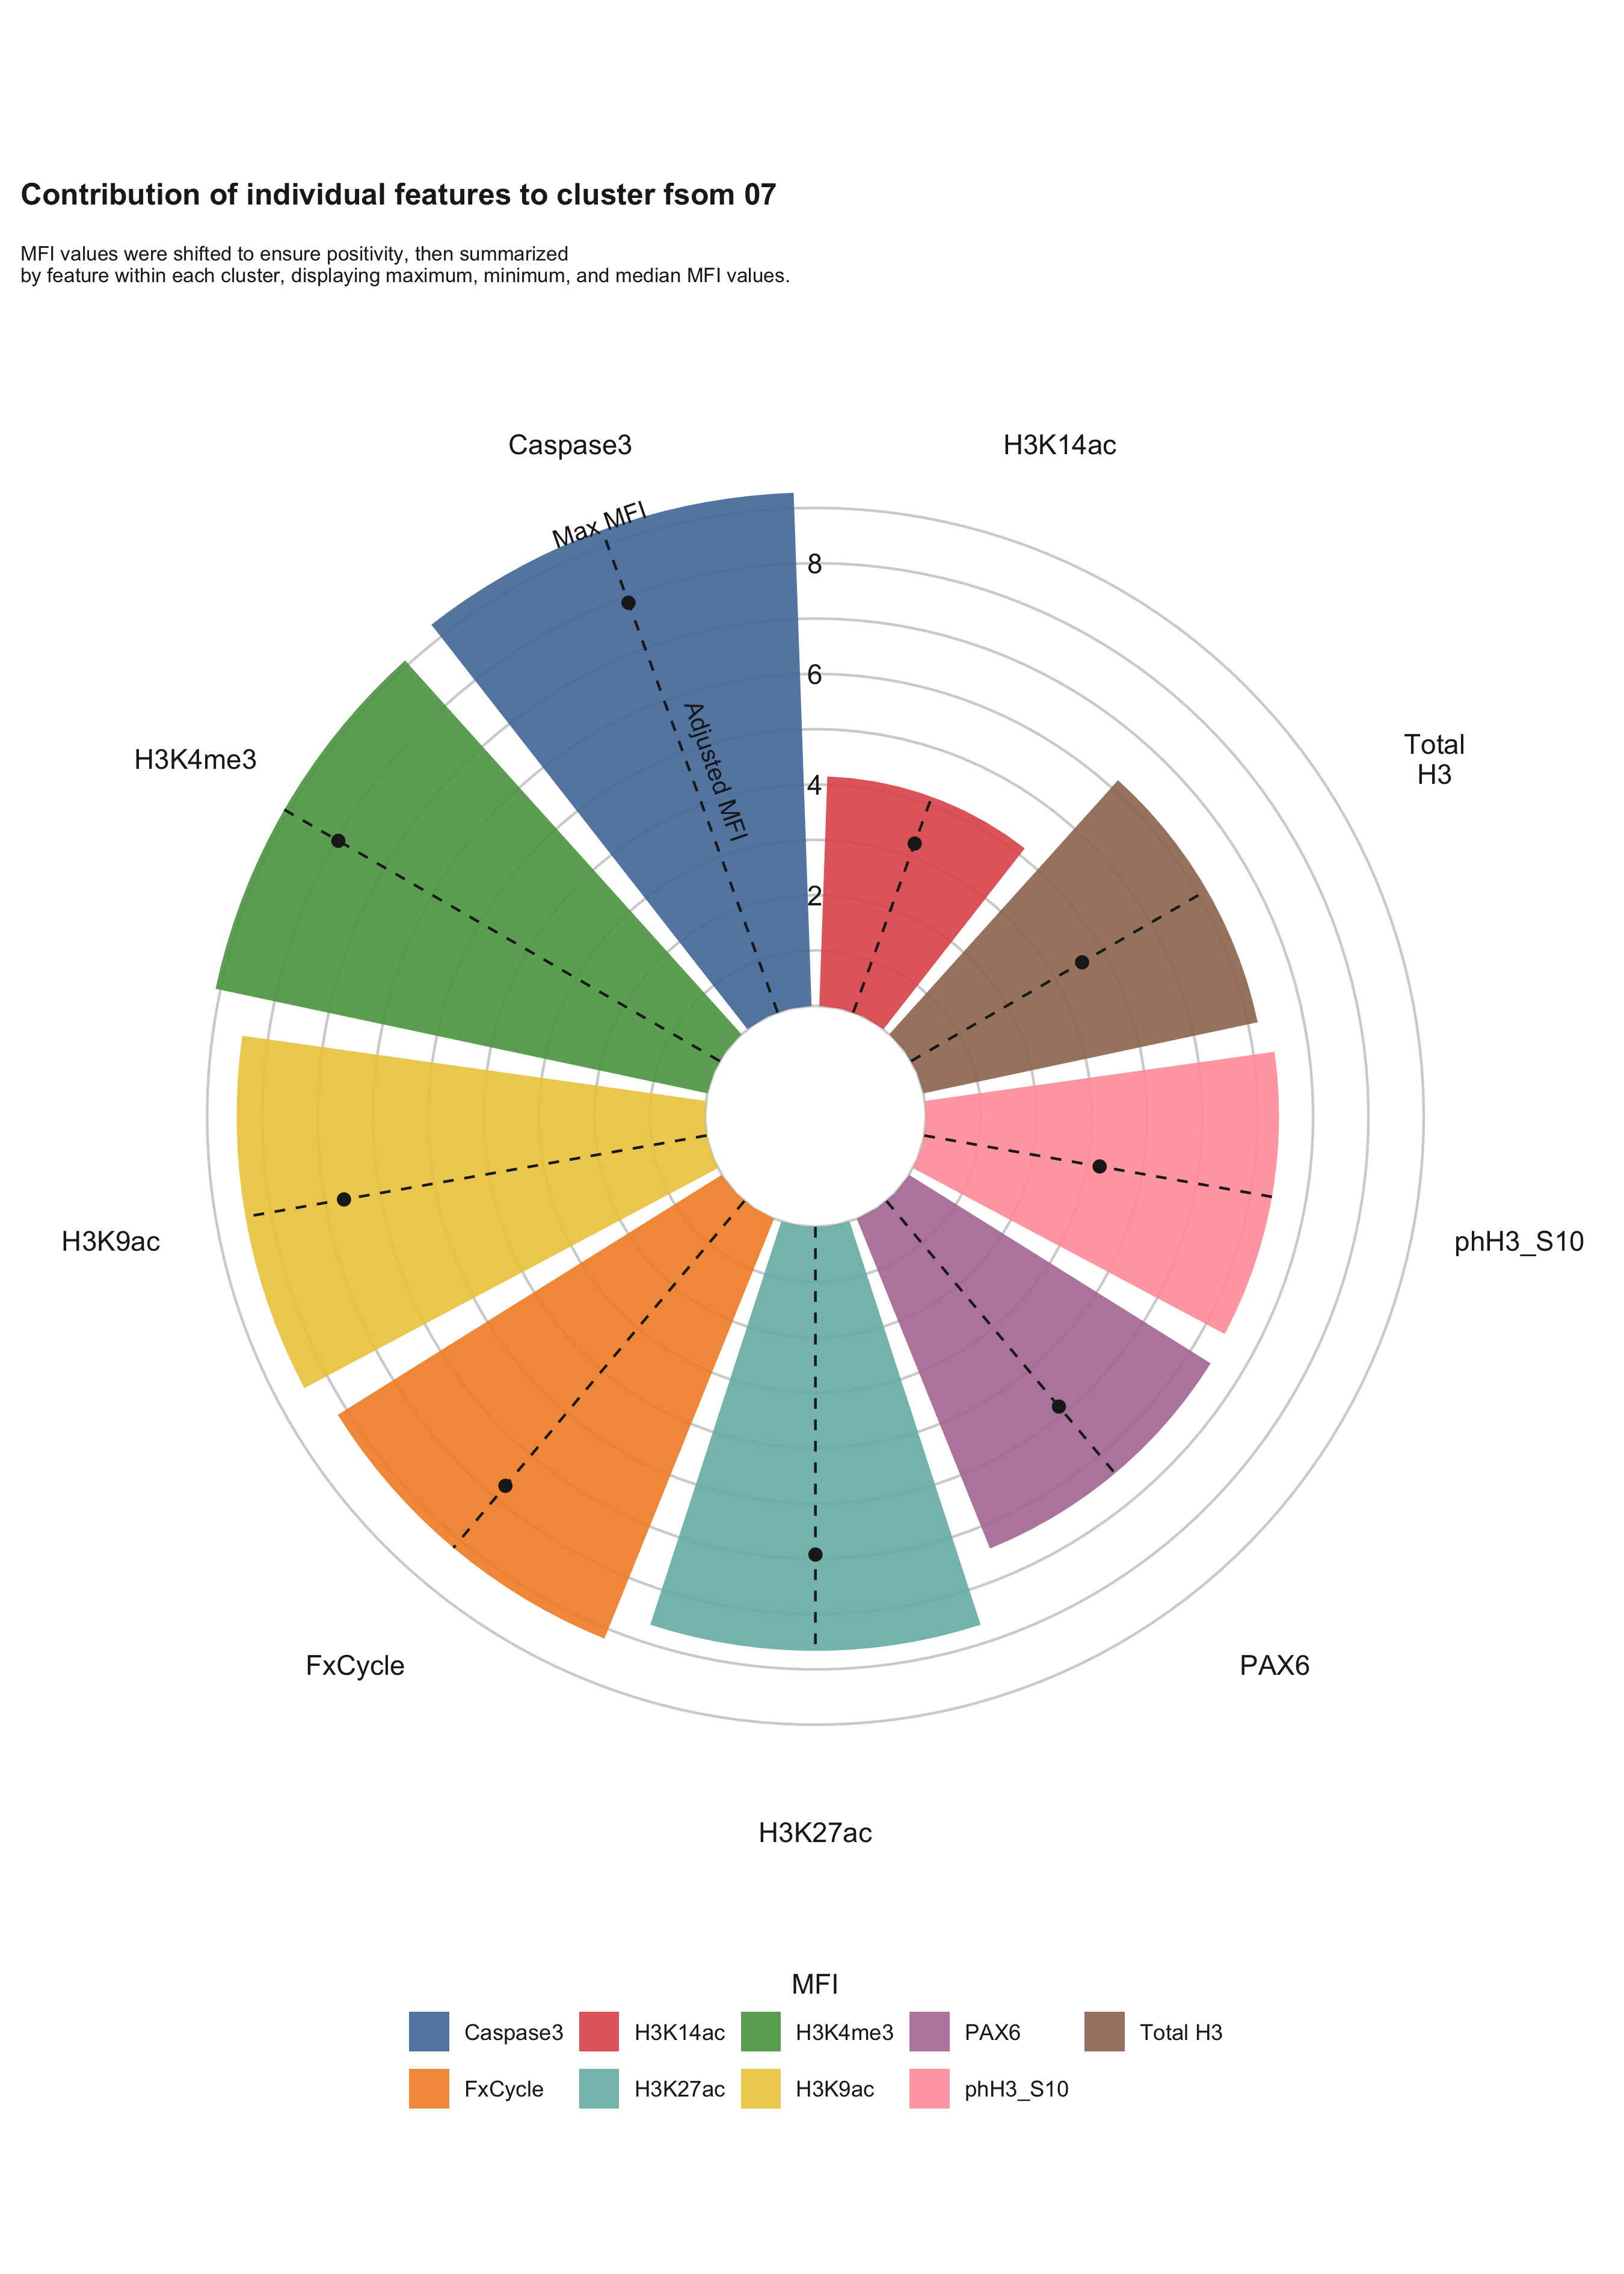 Contribution of individual features to cluster fsom 07
MFI values were shifted to ensure positivity, then summarized
by feature within each cluster, displaying maximum, minimum, and median MFI values.
Caspase3
H3K14ac
Max MFI
8
6
Adjusted MFI
4
2
H3K4me3
Total
H3
H3K9ac
phH3_S10
FxCycle
PAX6
H3K27ac
MFI
Caspase3
H3K14ac
H3K4me3
PAX6
Total H3
FxCycle
H3K27ac
H3K9ac
phH3_S10